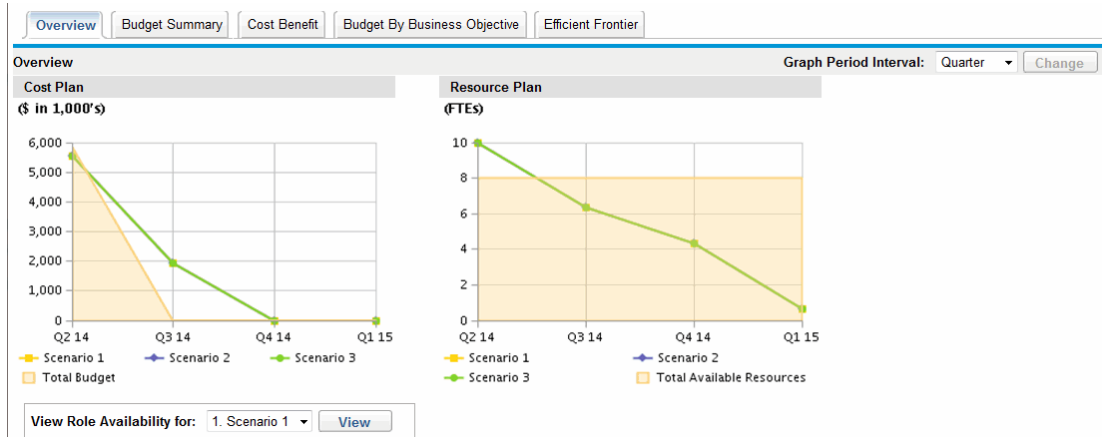 Overview Budget Summary Cost Benefit Budget By Business Objective Efficient Frontier
Overview Graph Period Interval: Quarter Change
Cost Plan
($ in 1,000's)
6,000
5,000
4,000
3,000
2,000
1,000
0
Q2 14 Q3 14 Q4 14 Q1 15
Scenario 1 Scenario 2 Scenario 3
Total Budget
Resource Plan
(FTEs)
10
8
6
4
2
0
Q2 14 Q3 14 Q4 14 Q1 15
Scenario 1 Scenario 2
Scenario 3 Total Available Resources
View Role Availability for: 1. Scenario 1 View